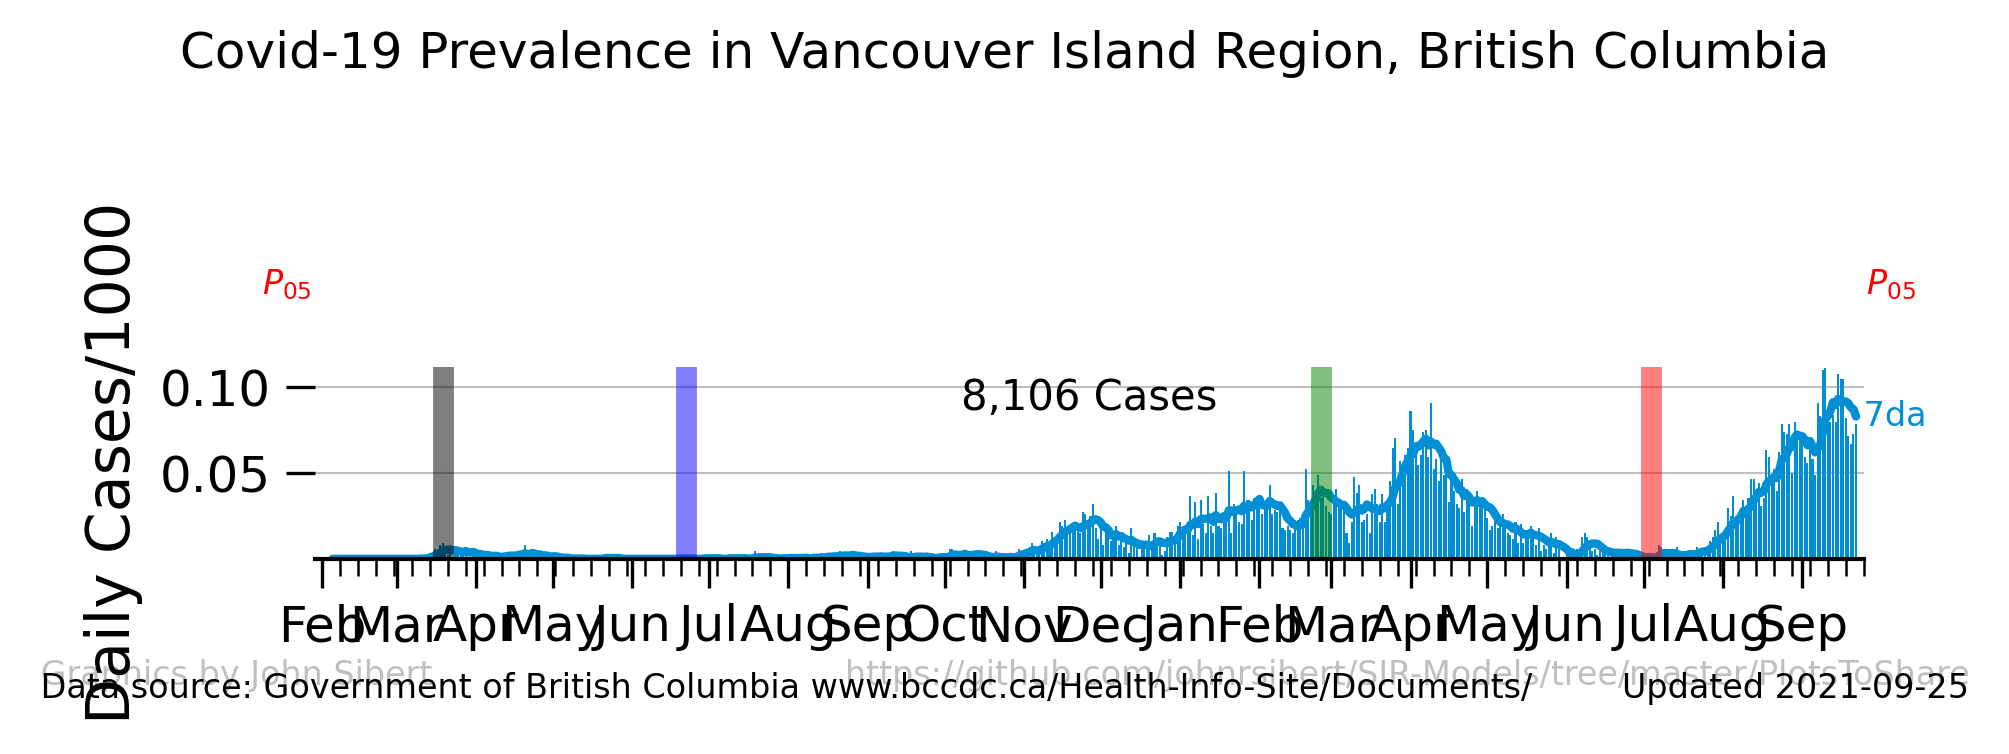 Covid-19 Prevalence in Vancouver Island Region, British Columbia
Daily Cases/1000
P05
P05
0.10
8,106 Cases
7da
0.05
Feb Mar Apr May Jun Jul Aug Sep Oct Nov Dec Jan Feb Mar Apr May Jun Jul Aug Sep
Graphics by John Sibert
https://github.com/johnrsibert/SIR-Models/tree/master/PlotsToShare
Data source: Government of British Columbia www.bccdc.ca/Health-Info-Site/Documents/
Updated 2021-09-25